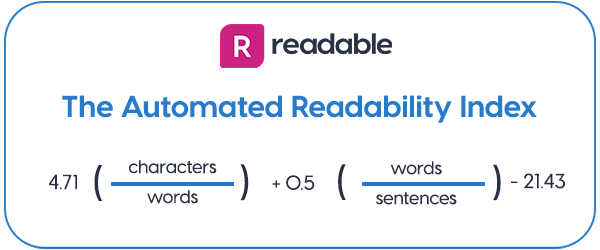 R readable
The Automated Readability Index
4.71 ( characters / words ) + 0.5 ( words / sentences ) - 21.43